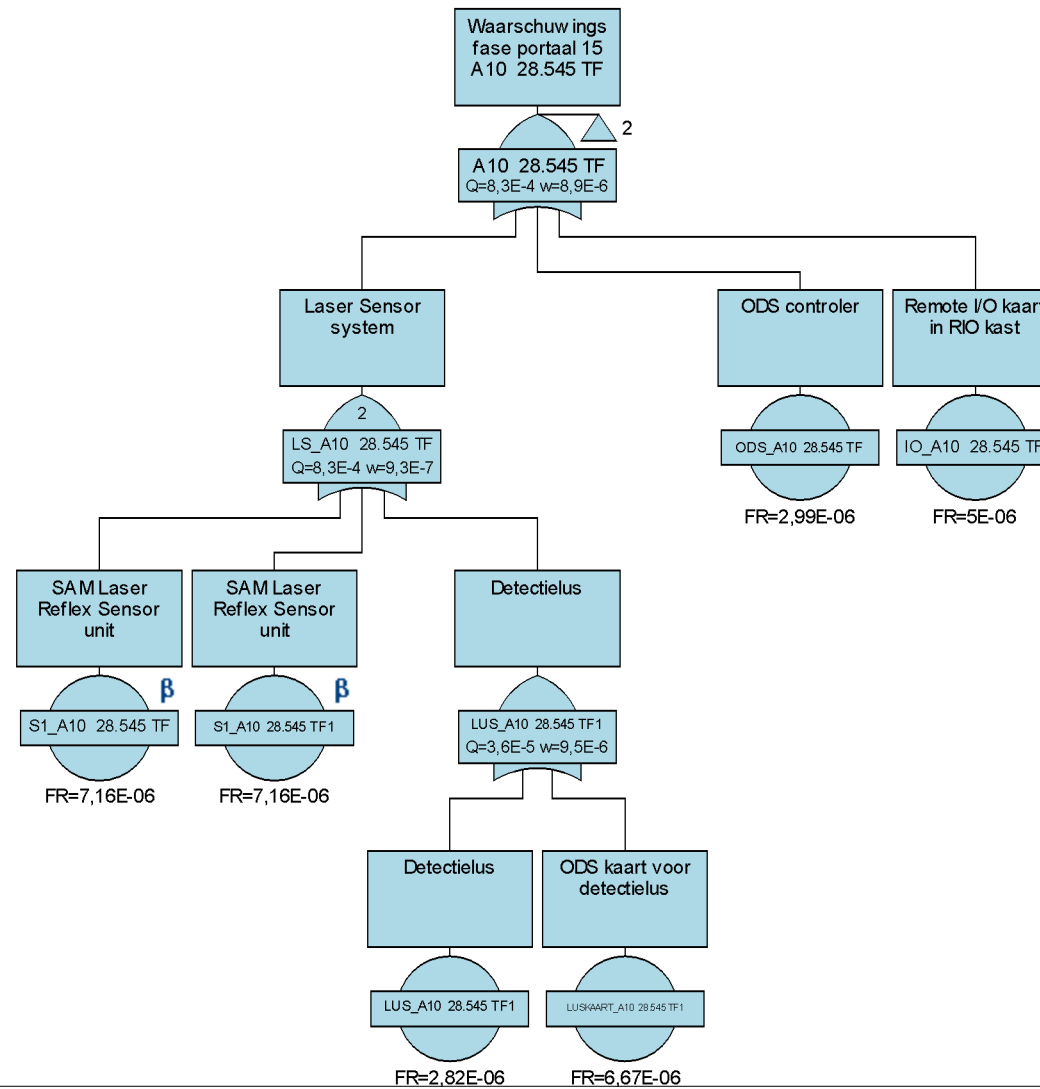 Waarschuwings
fase portaal 15
A10 28.545 TF
2
A10 28.545 TF
Q=8,3E-4 w=8,9E-6
Laser Sensor
system
ODS controler
Remote I/O kaart
in RIO kast
2
LS_A10 28.545 TF
Q=8,3E-4 w=9,3E-7
ODS_A10 28.545 TF
IO_A10 28.545 TF
FR=2,99E-06
FR=5E-06
SAM Laser
Reflex Sensor
unit
SAM Laser
Reflex Sensor
unit
Detectielus
β
β
S1_A10 28.545 TF
S1_A10 28.545 TF1
LUS_A10 28.545 TF1
Q=3,6E-5 w=9,5E-6
FR=7,16E-06
FR=7,16E-06
Detectielus
ODS kaart voor
detectielus
LUS_A10 28.545 TF1
LUSKAART_A10 28.545 TF1
FR=2,82E-06
FR=6,67E-06